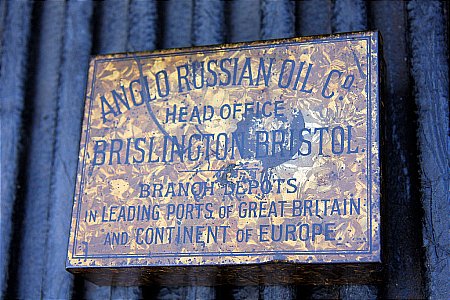 ANGLO RUSSIAN OIL Co.
HEAD OFFICE
BRISLINGTON BRISTOL
BRANCH DEPOTS
IN LEADING PORTS OF GREAT BRITAIN
AND CONTINENT OF EUROPE